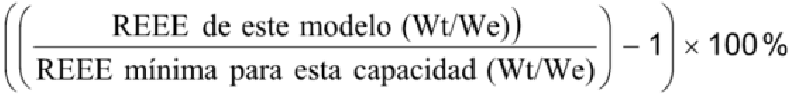 ((REEE de este modelo (Wt/We))
REEE mínima para esta capacidad (Wt/We)) − 1) × 100%